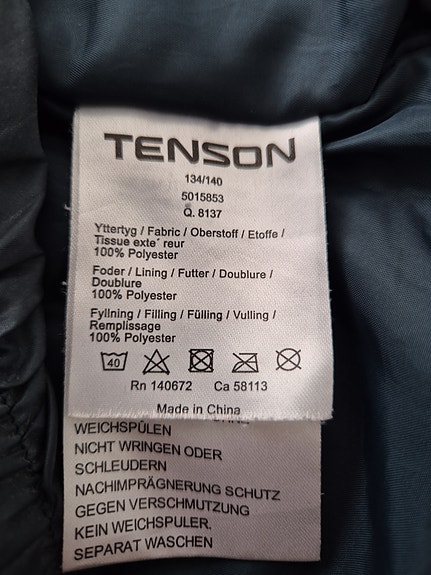 TENSON
134/140
5015853
Q. 8137
Yttertyg / Fabric / Oberstoff / Etoffe /
Tissue exte´ reur
100% Polyester
Foder / Lining / Futter / Doublure /
Doublure
100% Polyester
Fyllning / Filling / Fülling / Vulling /
Remplissage
100% Polyester
40
Rn 140672 Ca 58113
Made in China
WEICHSPÜLEN
NICHT WRINGEN ODER
SCHLEUDERN
NACHIMPRÄGNERUNG SCHUTZ
GEGEN VERSCHMUTZUNG
KEIN WEICHSPULER.
SEPARAT WASCHEN